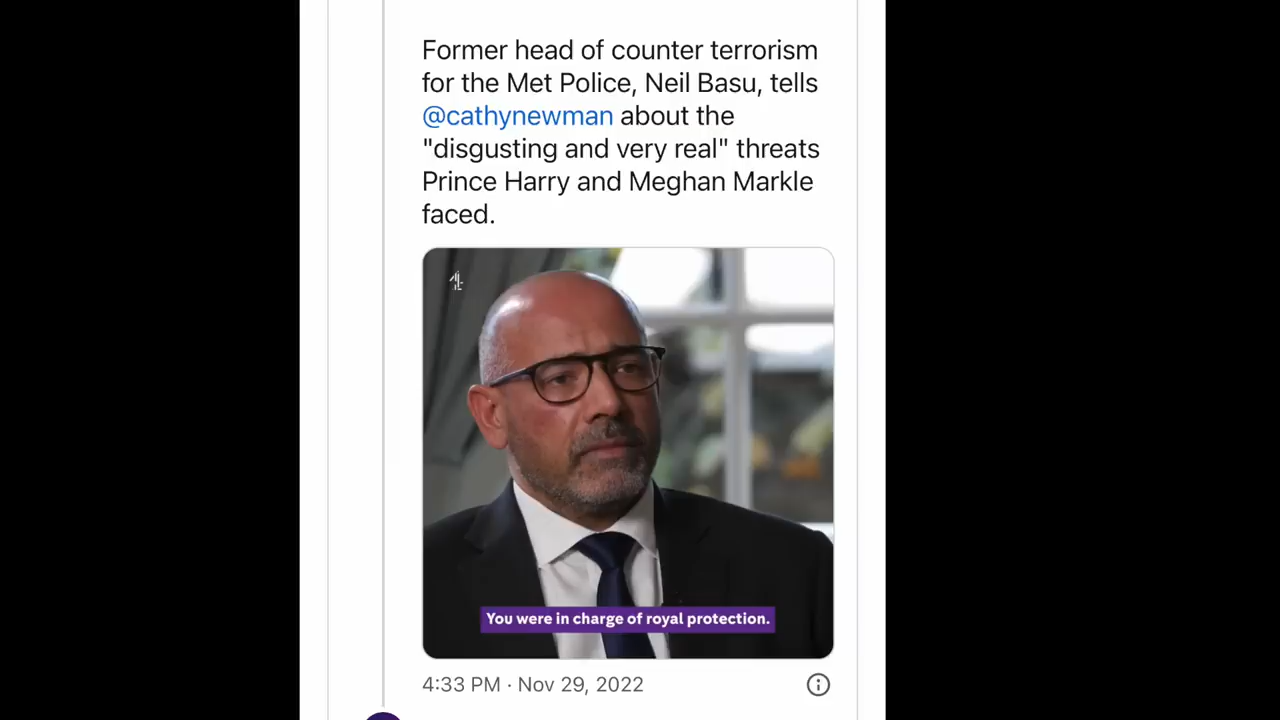 Former head of counter terrorism
for the Met Police, Neil Basu, tells
@cathynewman about the
"disgusting and very real" threats
Prince Harry and Meghan Markle
faced.
4
You were in charge of royal protection.
4:33 PM · Nov 29, 2022